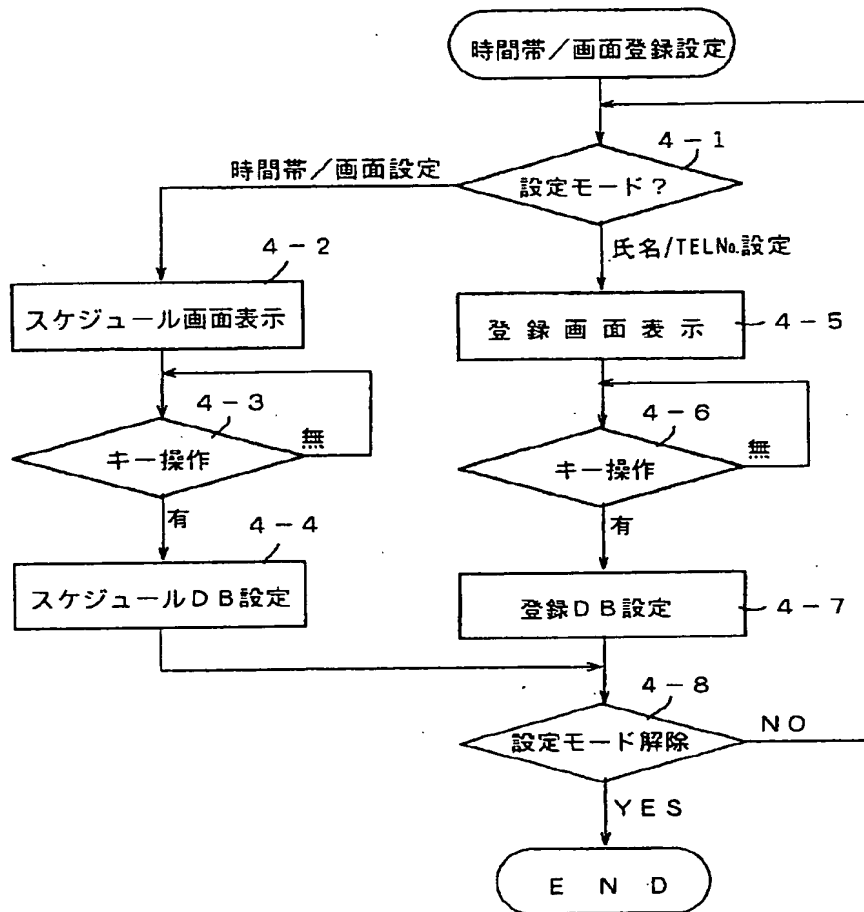 時間帯/画面登録設定
4-1
時間帯/画面設定
設定モード?
4-2
氏名/TEL№設定
スケジュール画面表示
登録画面表示
4-5
4-3
4-6
キー操作
無
キー操作
無
有
有
4-4
スケジュールDB設定
登録DB設定
4-7
4-8
設定モード解除
NO
YES
END